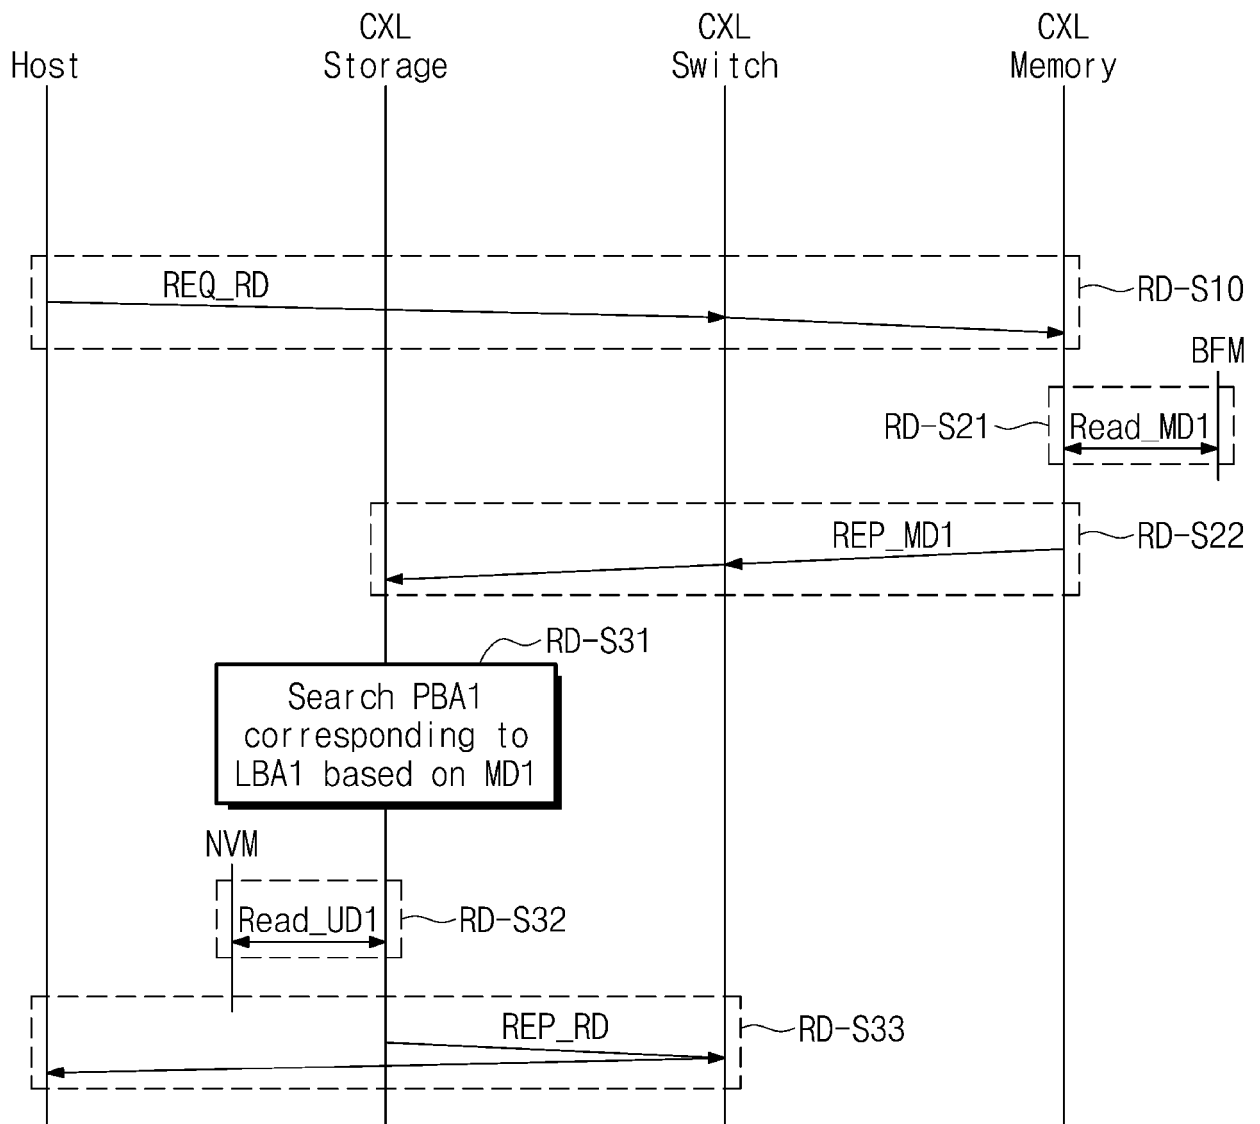 Host
CXL
Storage
CXL
Switch
CXL
Memory
REQ_RD
RD-S10
BFM
RD-S21
Read_MD1
REP_MD1
RD-S22
RD-S31
Search PBA1
corresponding to
LBA1 based on MD1
NVM
Read_UD1
RD-S32
REP_RD
RD-S33